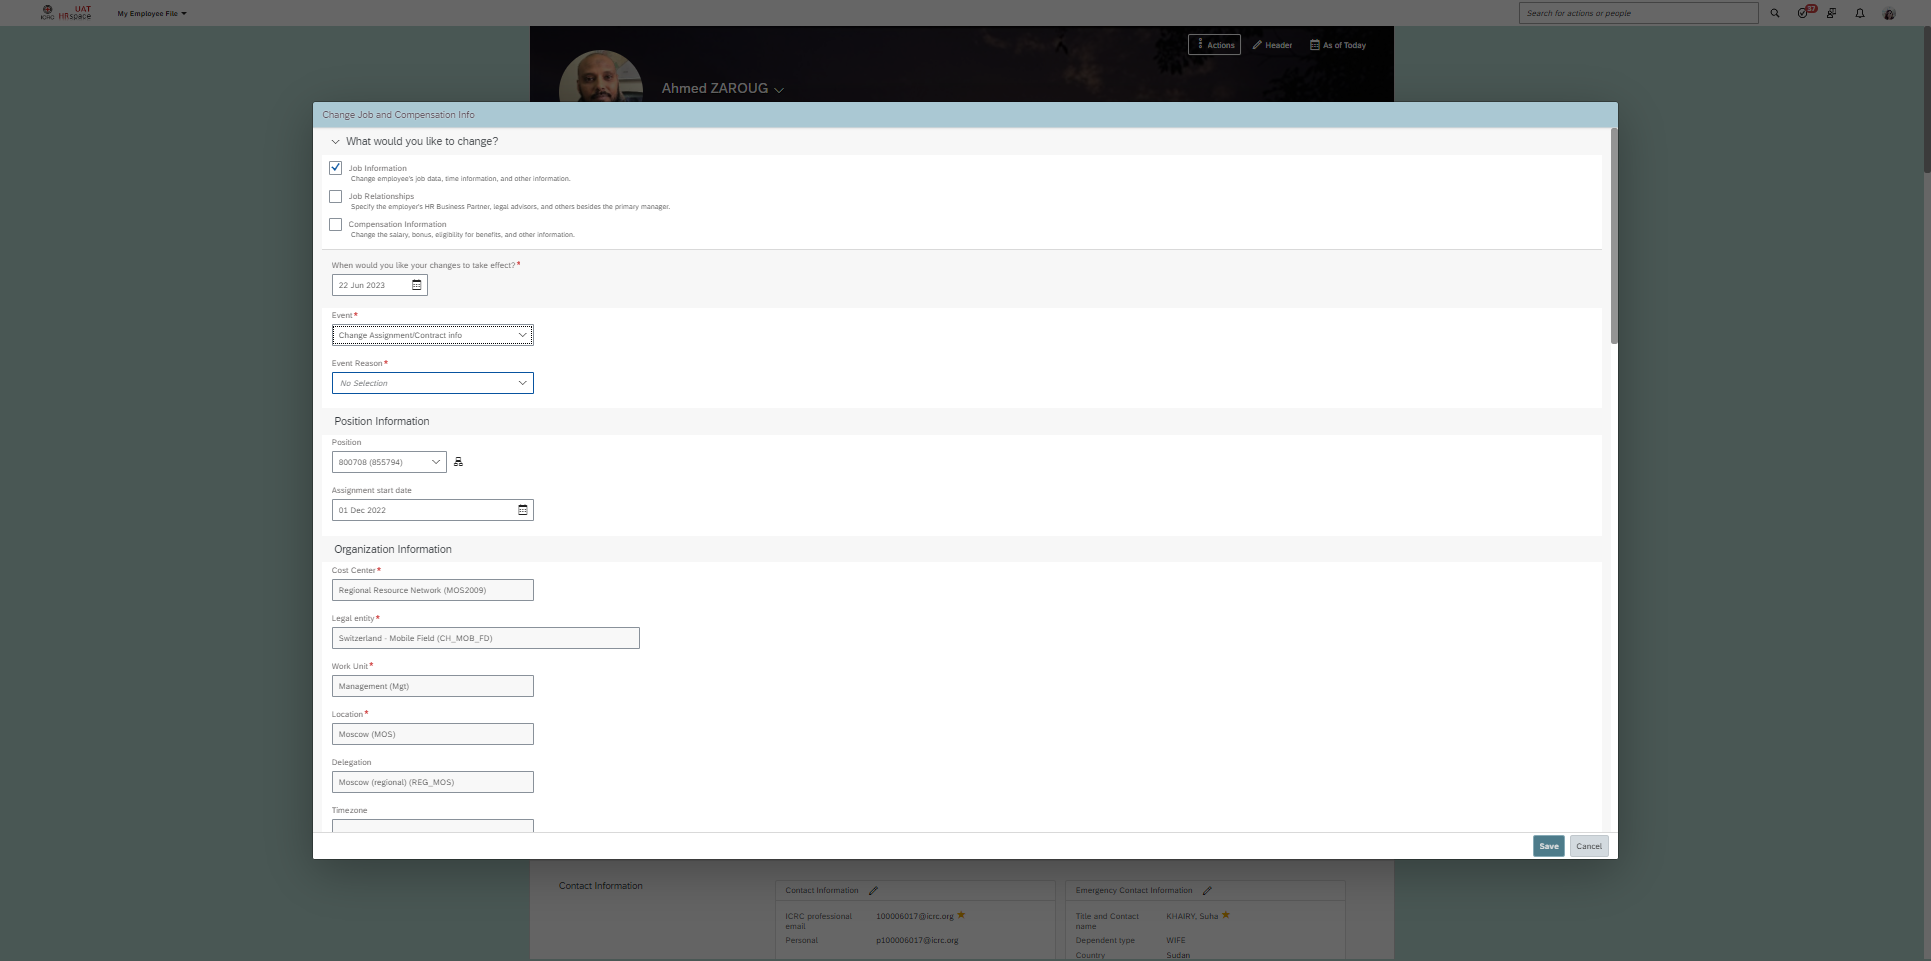 ICRC UAT HRspace
My Employee File
Search for actions or people
37
Actions
Header
As of Today
Ahmed ZAROUG
Change Job and Compensation Info
What would you like to change?
Job Information
Change employee's job data, time information, and other information.
Job Relationships
Specify the employer's HR Business Partner, legal advisors, and others besides the primary manager.
Compensation Information
Change the salary, bonus, eligibility for benefits, and other information.
When would you like your changes to take effect?*
22 Jun 2023
Event*
Change Assignment/Contract info
Event Reason*
No Selection
Position Information
Position
800708 (855794)
Assignment start date
01 Dec 2022
Organization Information
Cost Center*
Regional Resource Network (MOS2009)
Legal entity*
Switzerland - Mobile Field (CH_MOB_FD)
Work Unit*
Management (Mgt)
Location*
Moscow (MOS)
Delegation
Moscow (regional) (REG_MOS)
Timezone
Save
Cancel
Contact Information
Contact Information
ICRC professional email
100006017@icrc.org
Personal
p100006017@icrc.org
Emergency Contact Information
Title and Contact name
KHAIRY, Suha
Dependent type
WIFE
Country
Sudan